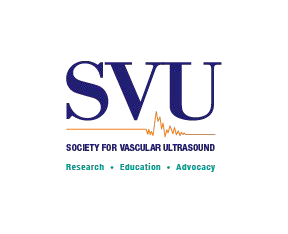 SVU
SOCIETY FOR VASCULAR ULTRASOUND
Research • Education • Advocacy